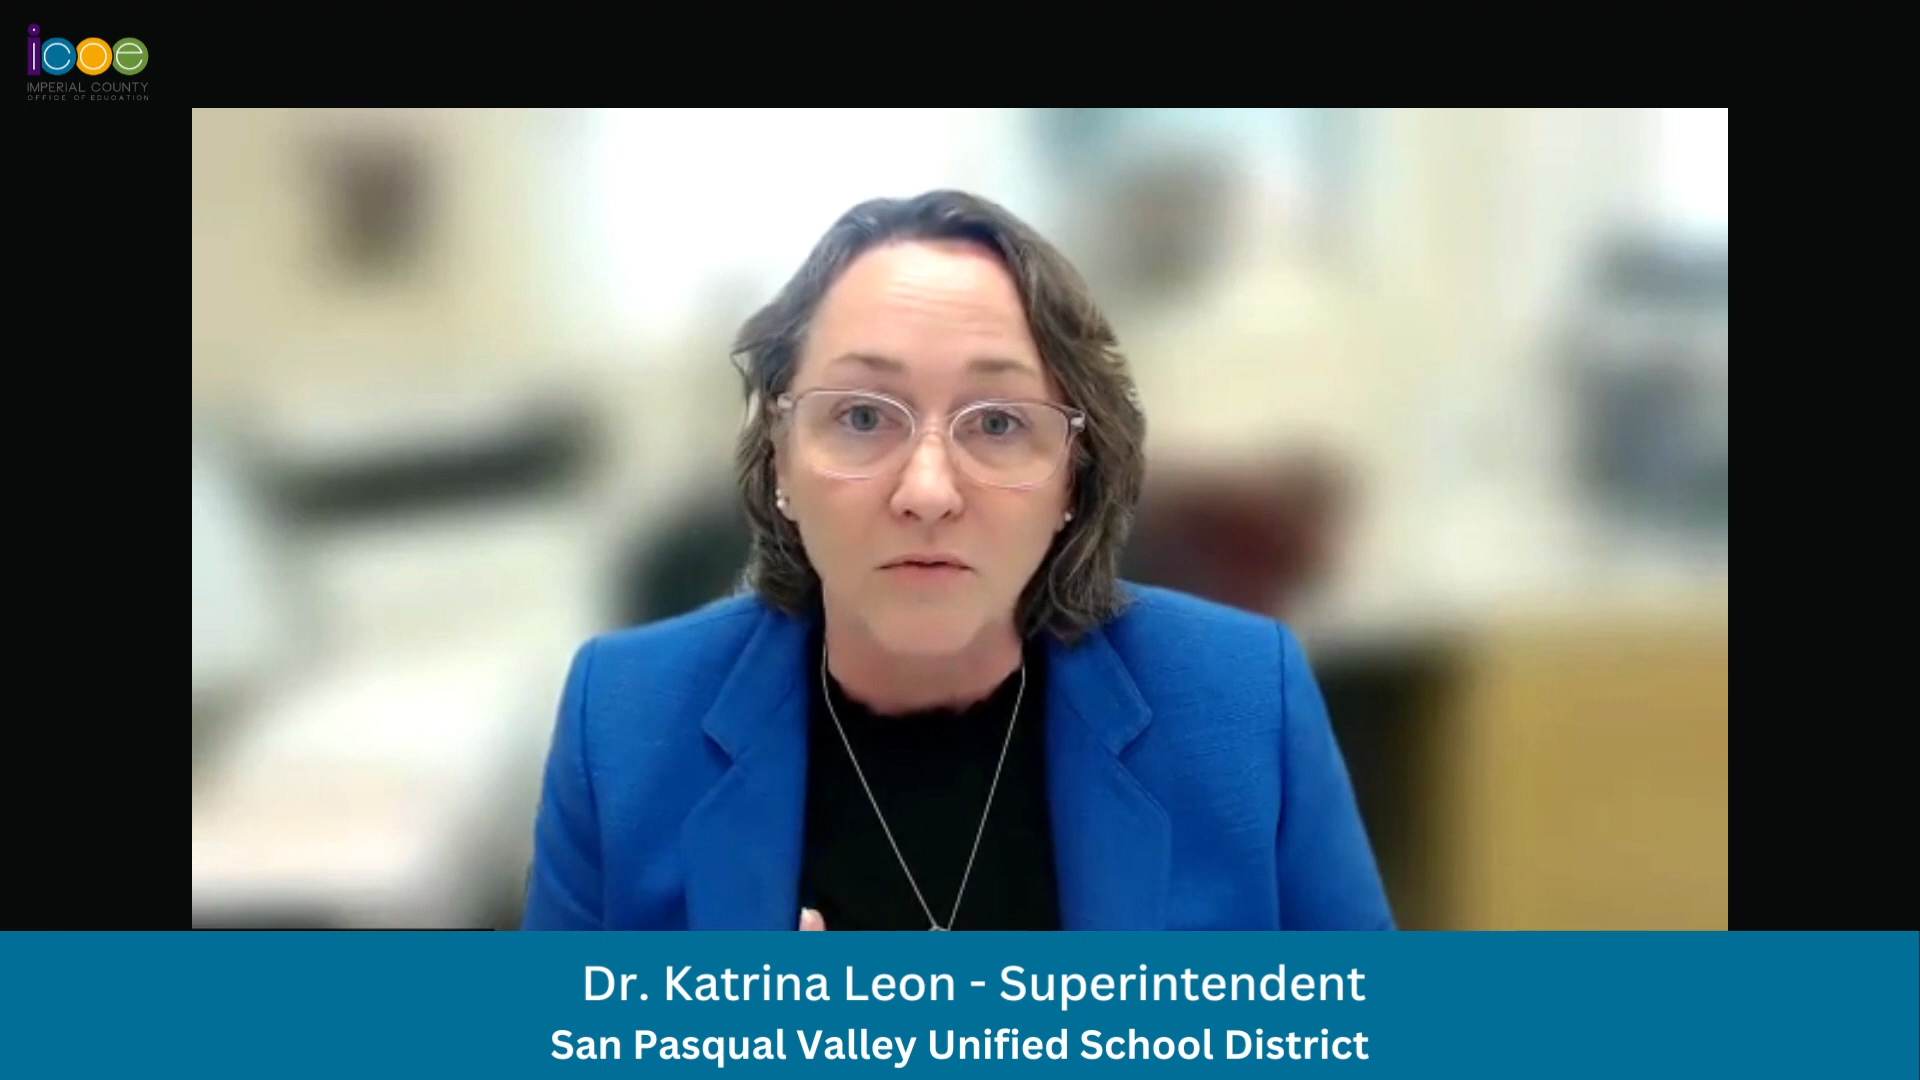 icoe
IMPERIAL COUNTY
OFFICE OF EDUCATION
Dr. Katrina Leon - Superintendent
San Pasqual Valley Unified School District